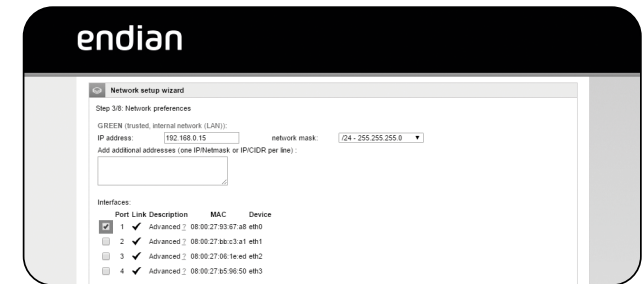 endian
Network setup wizard
Step 3/8: Network preferences
GREEN (trusted, internal network (LAN)):
IP address: 192.168.0.15 network mask: /24 - 255.255.255.0
Add additional addresses (one IP/Netmask or IP/CIDR per line) :
Interfaces:
Port Link Description MAC Device
1 Advanced ? 08:00:27:93:67:a8 eth0
2 Advanced ? 08:00:27:bb:c3:a1 eth1
3 Advanced ? 08:00:27:06:1e:ed eth2
4 Advanced ? 08:00:27:b5:96:50 eth3